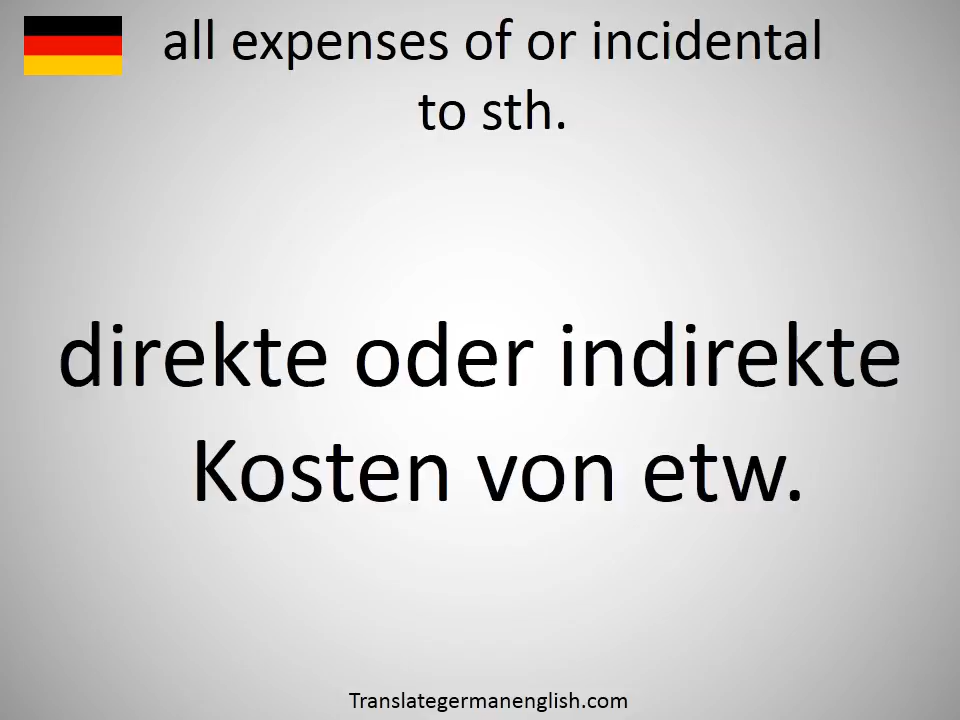 all expenses of or incidental
to sth.
direkte oder indirekte
Kosten von etw.
Translategermanenglish.com